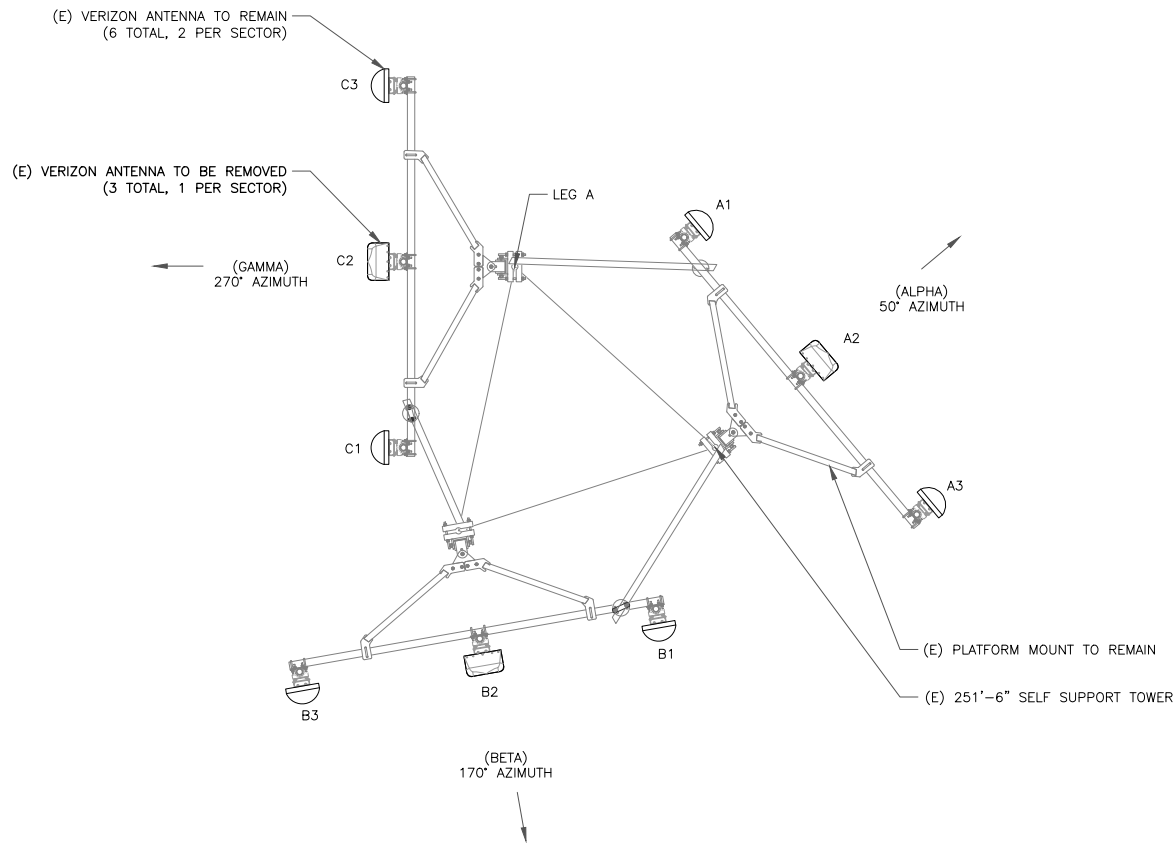 (E) VERIZON ANTENNA TO REMAIN
(6 TOTAL, 2 PER SECTOR)
C3
(E) VERIZON ANTENNA TO BE REMOVED
(3 TOTAL, 1 PER SECTOR)
LEG A
A1
C2
(GAMMA)
270° AZIMUTH
(ALPHA)
50° AZIMUTH
A2
C1
A3
B1
(E) PLATFORM MOUNT TO REMAIN
B2
(E) 251'-6" SELF SUPPORT TOWER
B3
(BETA)
170° AZIMUTH